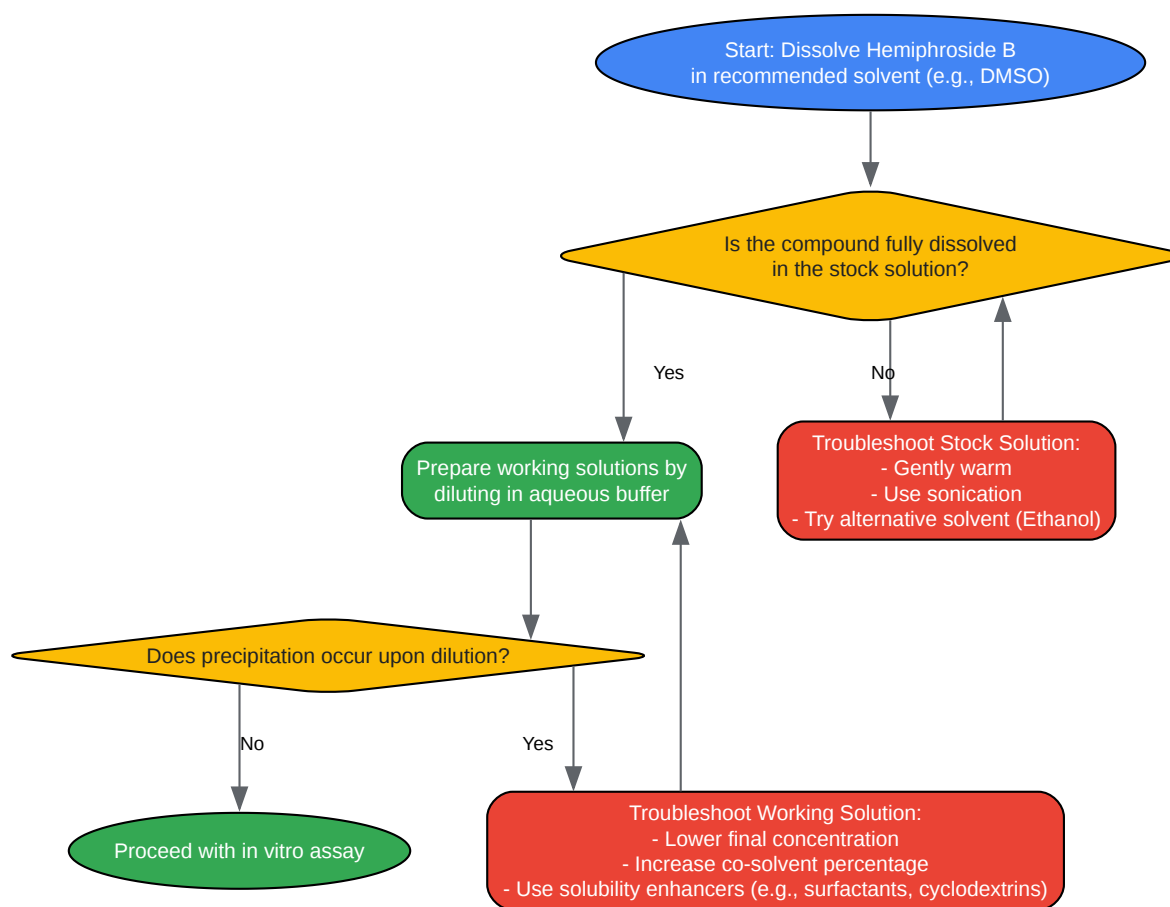 Start: Dissolve Hemiphroside B
in recommended solvent (e.g., DMSO)
Is the compound fully dissolved
in the stock solution?
Yes
No
Troubleshoot Stock Solution:
- Gently warm
- Use sonication
- Try alternative solvent (Ethanol)
Prepare working solutions by
diluting in aqueous buffer
Does precipitation occur upon dilution?
No
Yes
Proceed with in vitro assay
Troubleshoot Working Solution:
- Lower final concentration
- Increase co-solvent percentage
- Use solubility enhancers (e.g., surfactants, cyclodextrins)